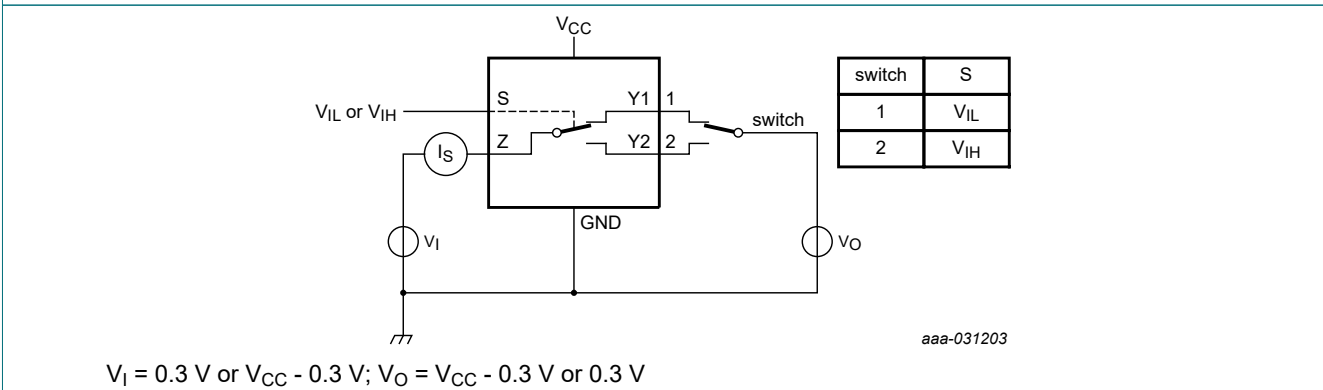 VCC
switch S
VIL or VIH S Y1 1
1 VIL
switch
IS Z Y2 2
2 VIH
GND
VI VO
aaa-031203
VI = 0.3 V or VCC - 0.3 V; VO = VCC - 0.3 V or 0.3 V